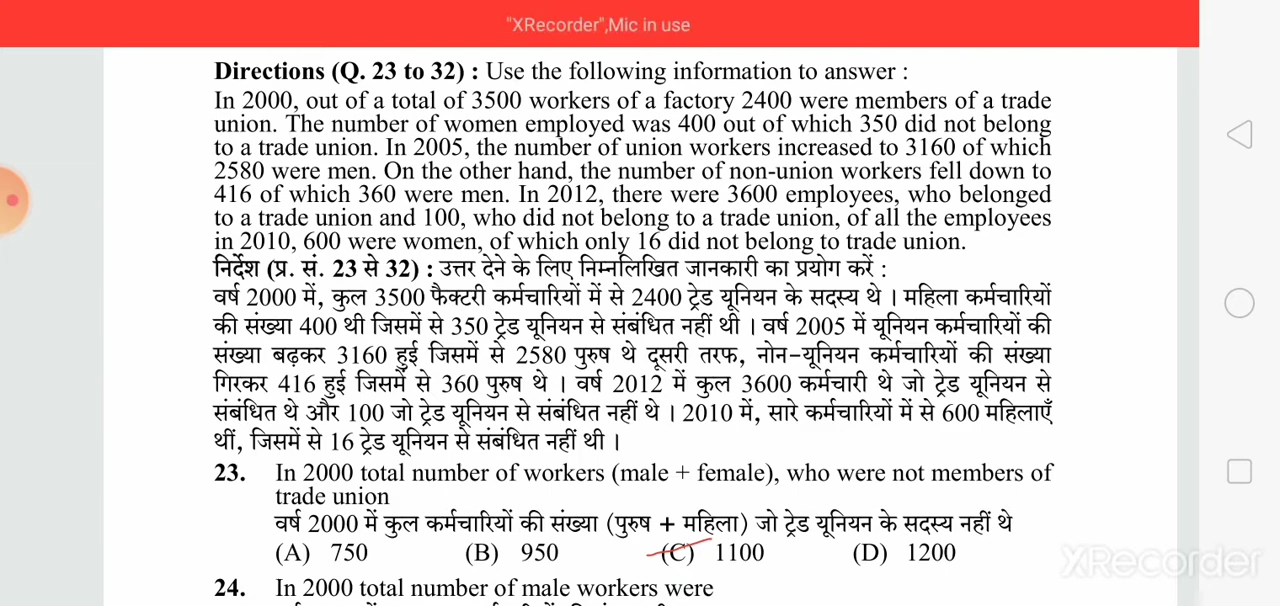 "XRecorder",Mic in use
Directions (Q. 23 to 32) : Use the following information to answer :
In 2000, out of a total of 3500 workers of a factory 2400 were members of a trade
union. The number of women employed was 400 out of which 350 did not belong
to a trade union. In 2005, the number of union workers increased to 3160 of which
2580 were men. On the other hand, the number of non-union workers fell down to
416 of which 360 were men. In 2012, there were 3600 employees, who belonged
to a trade union and 100, who did not belong to a trade union, of all the employees
in 2010, 600 were women, of which only 16 did not belong to trade union.
निर्देश (प्र. सं. 23 से 32) : उत्तर देने के लिए निम्नलिखित जानकारी का प्रयोग करें :
वर्ष 2000 में, कुल 3500 फैक्टरी कर्मचारियों में से 2400 ट्रेड यूनियन के सदस्य थे । महिला कर्मचारियों
की संख्या 400 थी जिसमें से 350 ट्रेड यूनियन से संबंधित नहीं थी । वर्ष 2005 में यूनियन कर्मचारियों की
संख्या बढ़कर 3160 हुई जिसमें से 2580 पुरुष थे दूसरी तरफ, नोन-यूनियन कर्मचारियों की संख्या
गिरकर 416 हुई जिसमें से 360 पुरुष थे । वर्ष 2012 में कुल 3600 कर्मचारी थे जो ट्रेड यूनियन से
संबंधित थे और 100 जो ट्रेड यूनियन से संबंधित नहीं थे । 2010 में, सारे कर्मचारियों में से 600 महिलाएँ
थीं, जिसमें से 16 ट्रेड यूनियन से संबंधित नहीं थी ।
23. In 2000 total number of workers (male + female), who were not members of
trade union
वर्ष 2000 में कुल कर्मचारियों की संख्या (पुरुष + महिला) जो ट्रेड यूनियन के सदस्य नहीं थे
(A) 750 (B) 950 (C) 1100 (D) 1200
XRecorder
24. In 2000 total number of male workers were